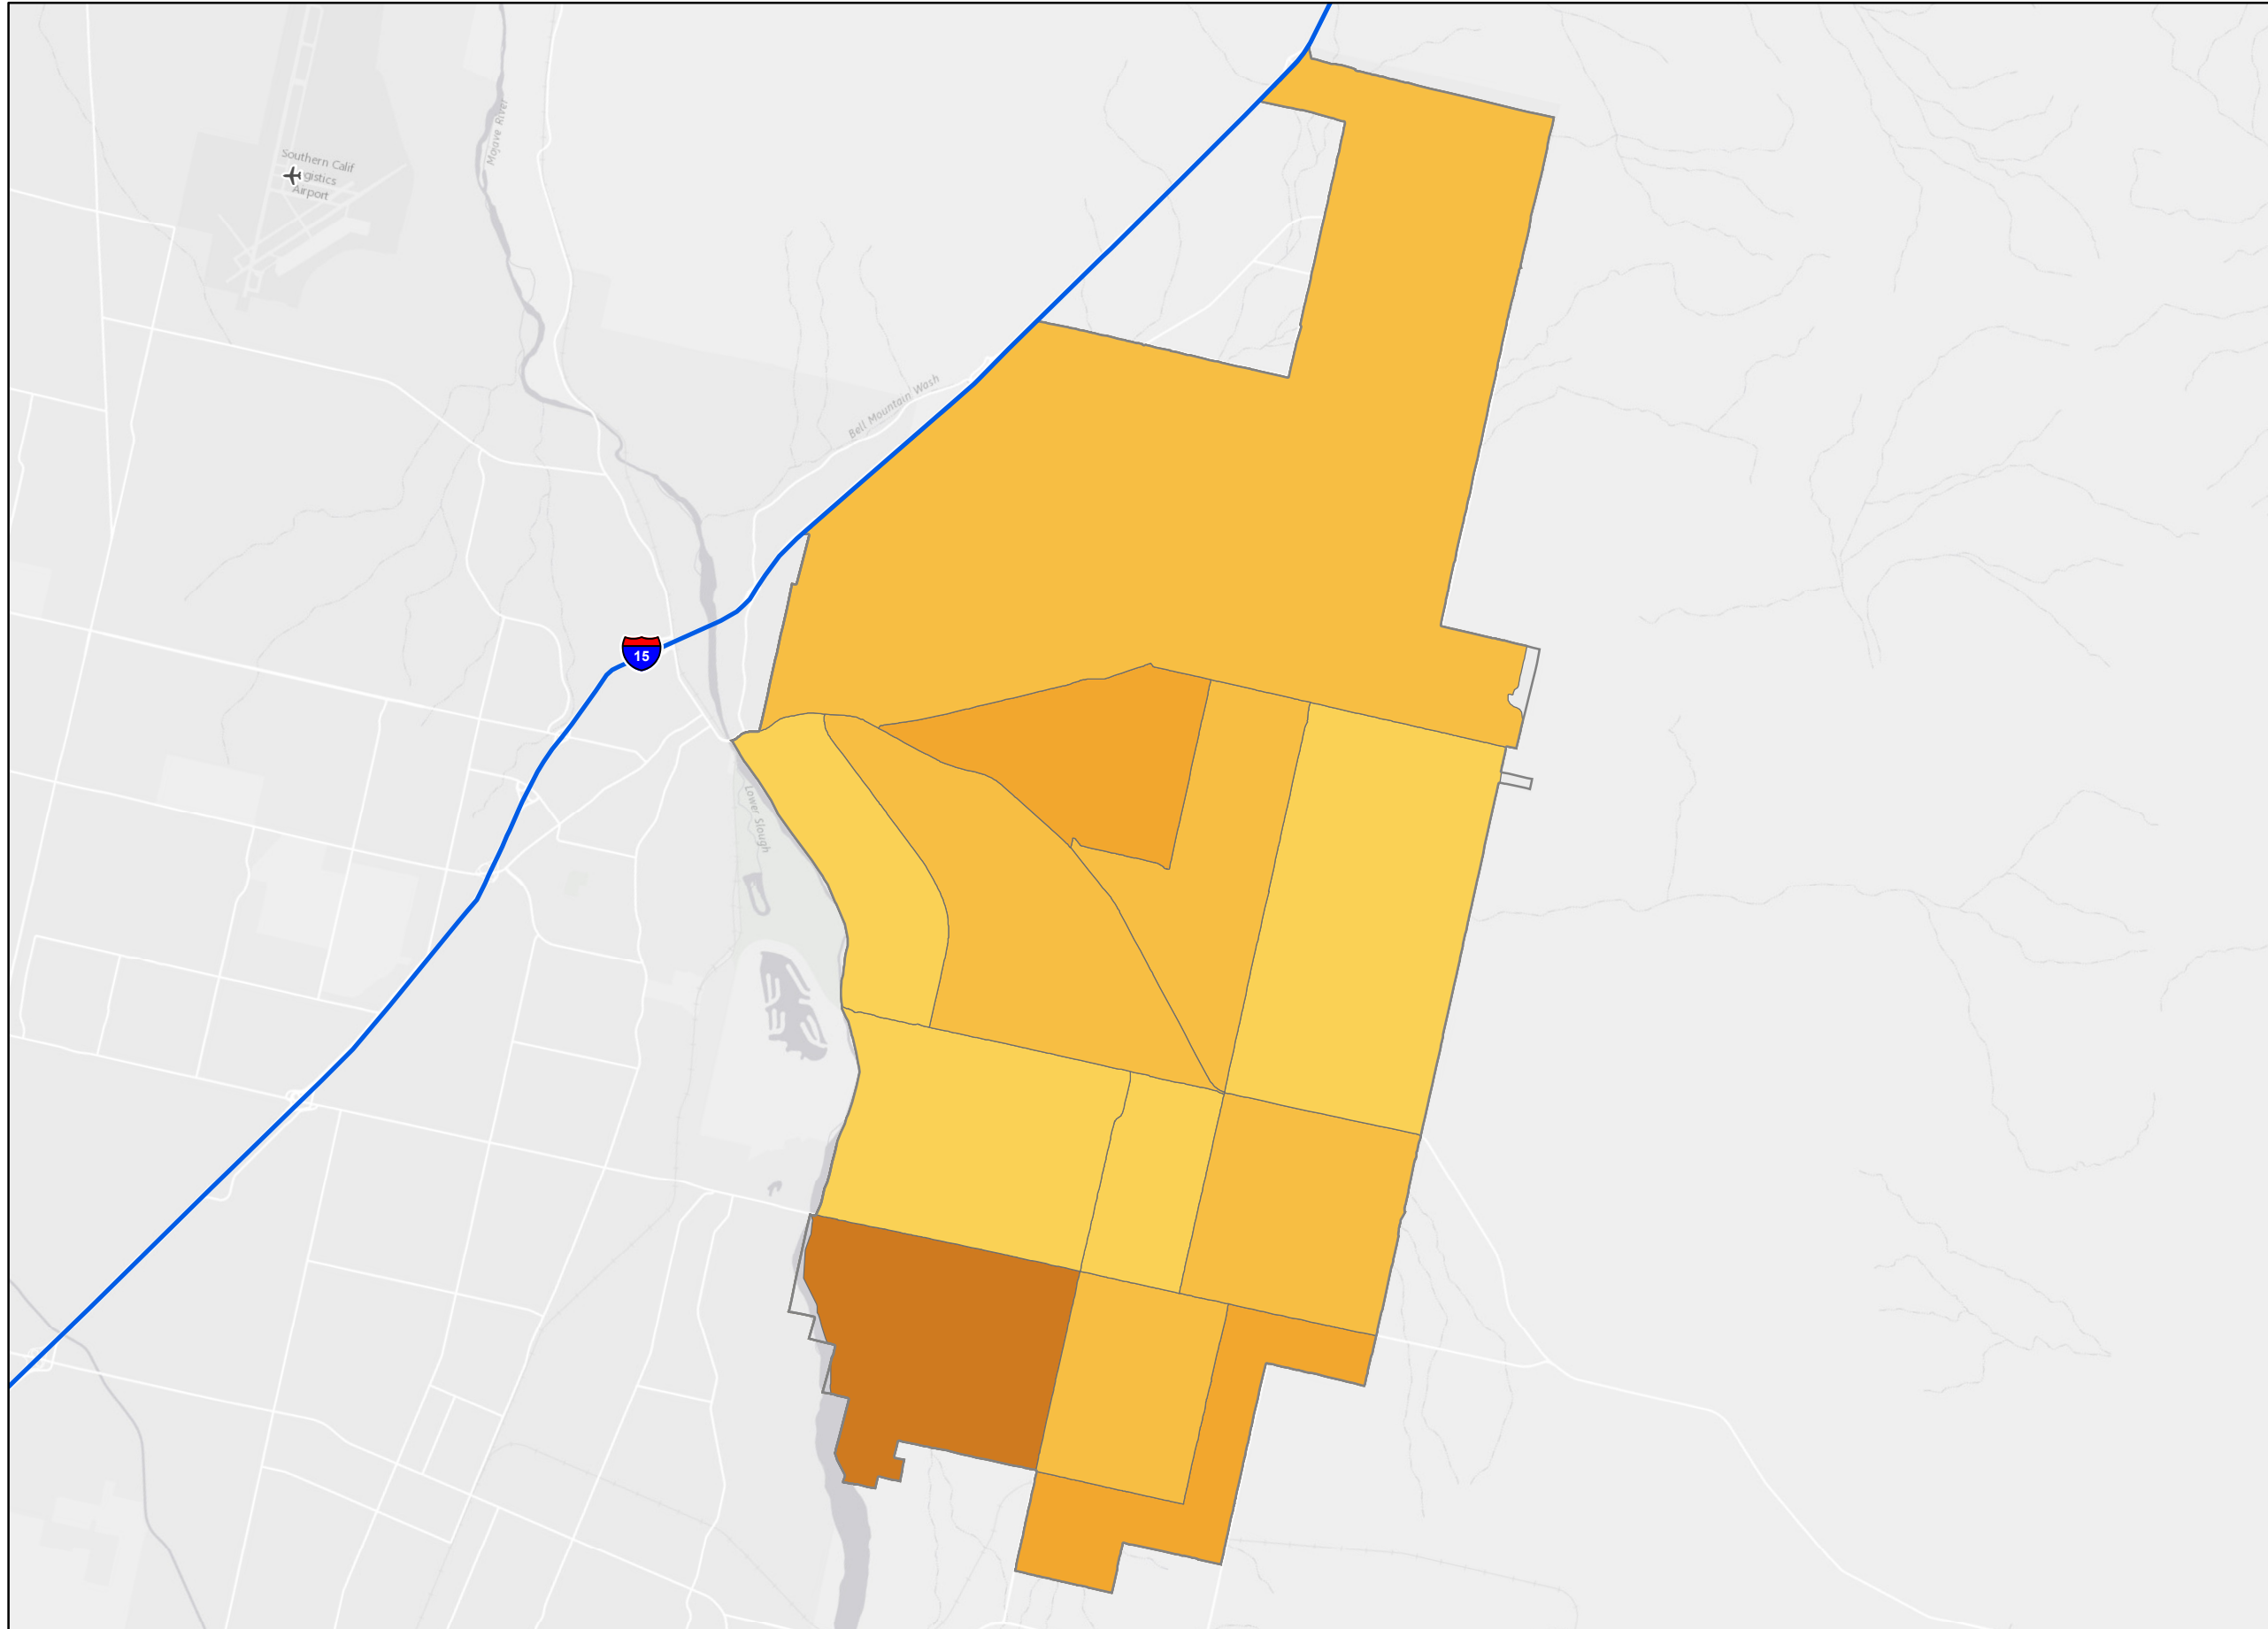 Mojave River
Southern Calif
gistics
Airport
Bell Mountain Wash
15
Lower Slough